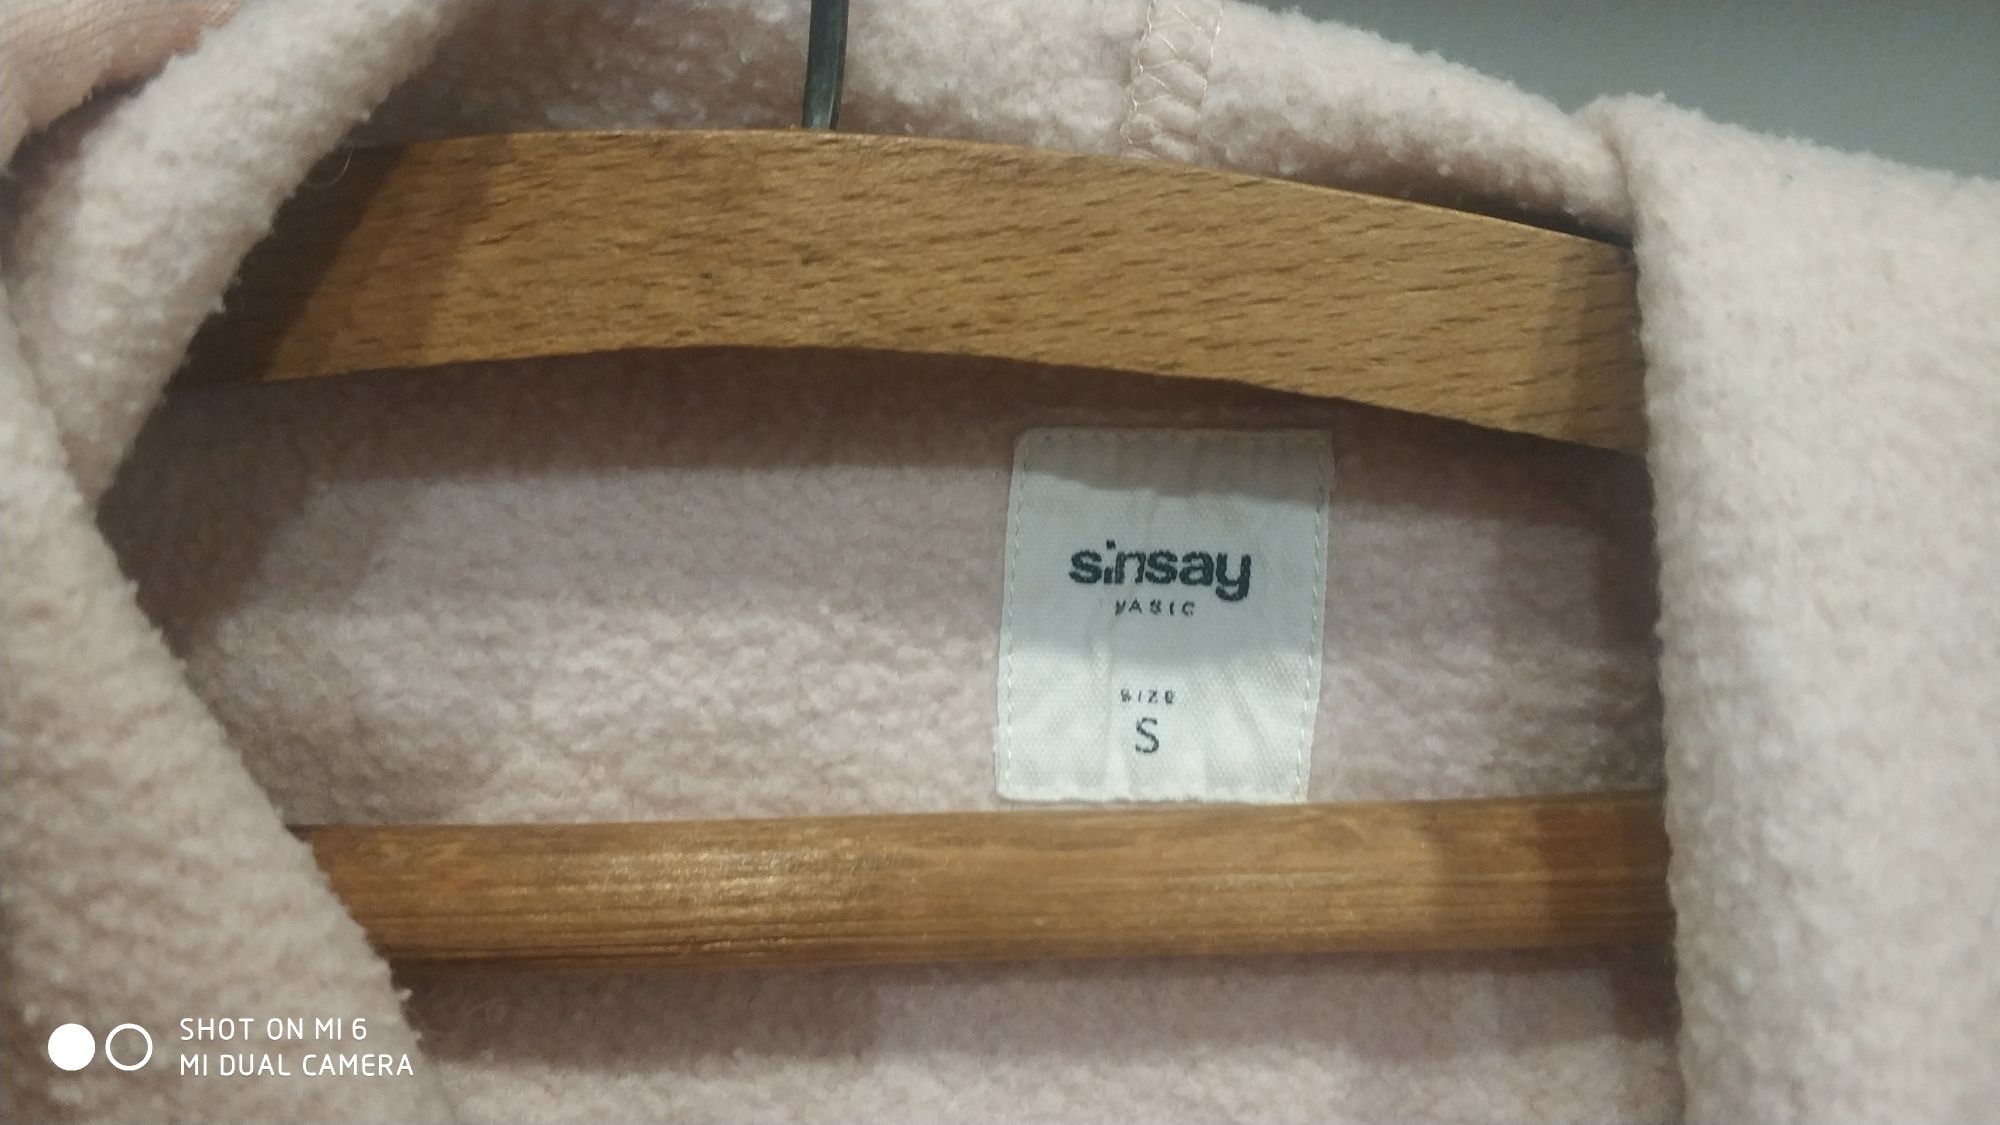 sinsay
BASIC
SIZE
S
SHOT ON MI 6
MI DUAL CAMERA